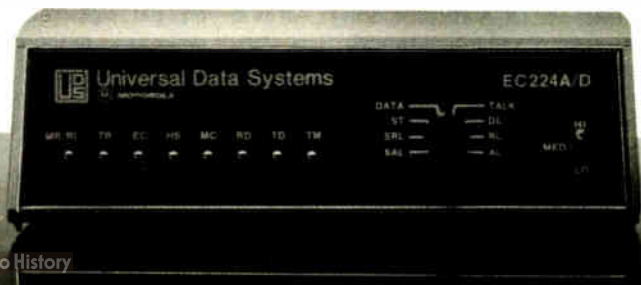 UDS Universal Data Systems EC224A/D
MOTOROLA
DATA TALK
ST DL
MR/RI TR EC HS MC RD TD TM SRL RL HI
SAL AL MED
LO
o History